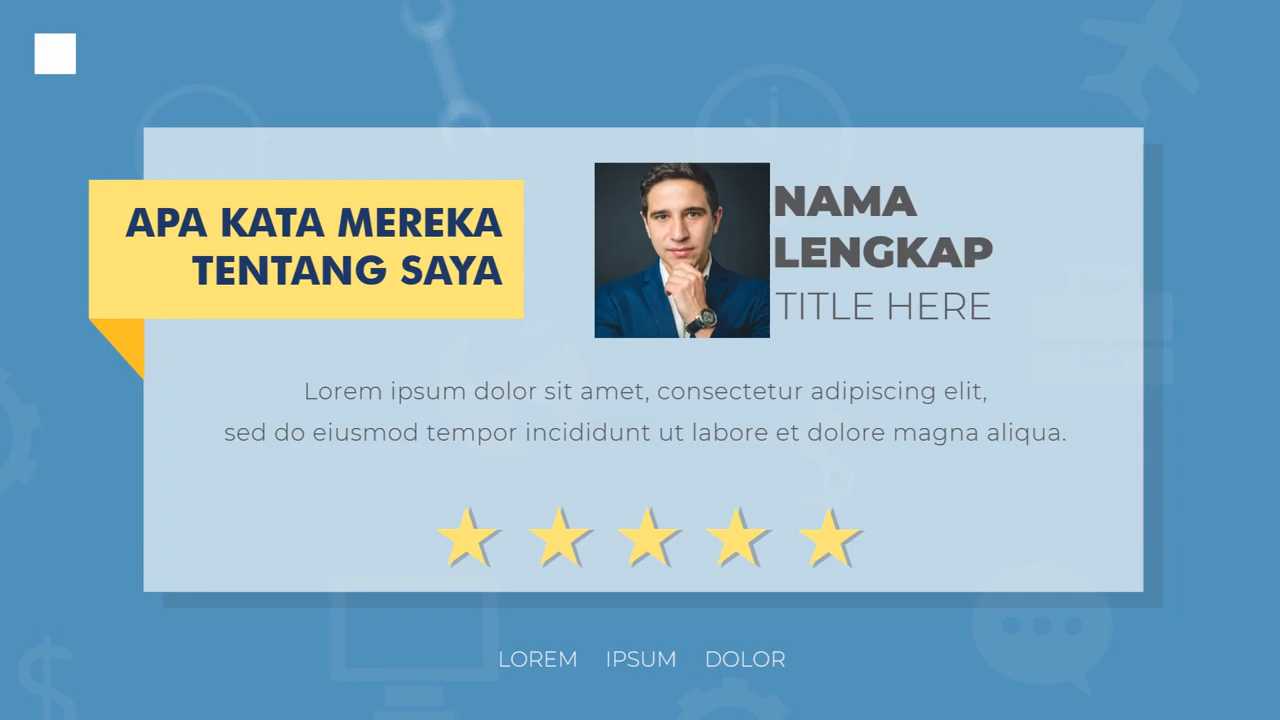 APA KATA MEREKA
TENTANG SAYA
NAMA
LENGKAP
TITLE HERE
Lorem ipsum dolor sit amet, consectetur adipiscing elit,
sed do eiusmod tempor incididunt ut labore et dolore magna aliqua.
LOREM IPSUM DOLOR